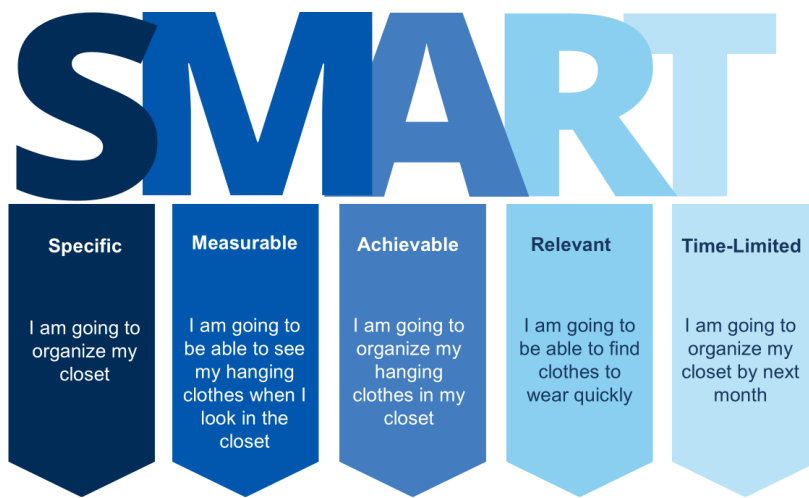 SMART
Specific
I am going to
organize my
closet
Measurable
I am going to
be able to see
my hanging
clothes when I
look in the
closet
Achievable
I am going to
organize my
hanging
clothes in my
closet
Relevant
I am going to
be able to find
clothes to
wear quickly
Time-Limited
I am going to
organize my
closet by next
month